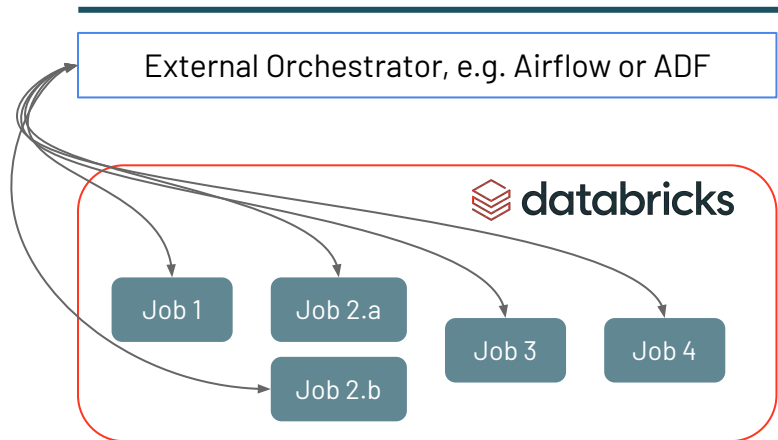 External Orchestrator, e.g. Airflow or ADF
databricks
Job 1
Job 2.a
Job 3
Job 4
Job 2.b